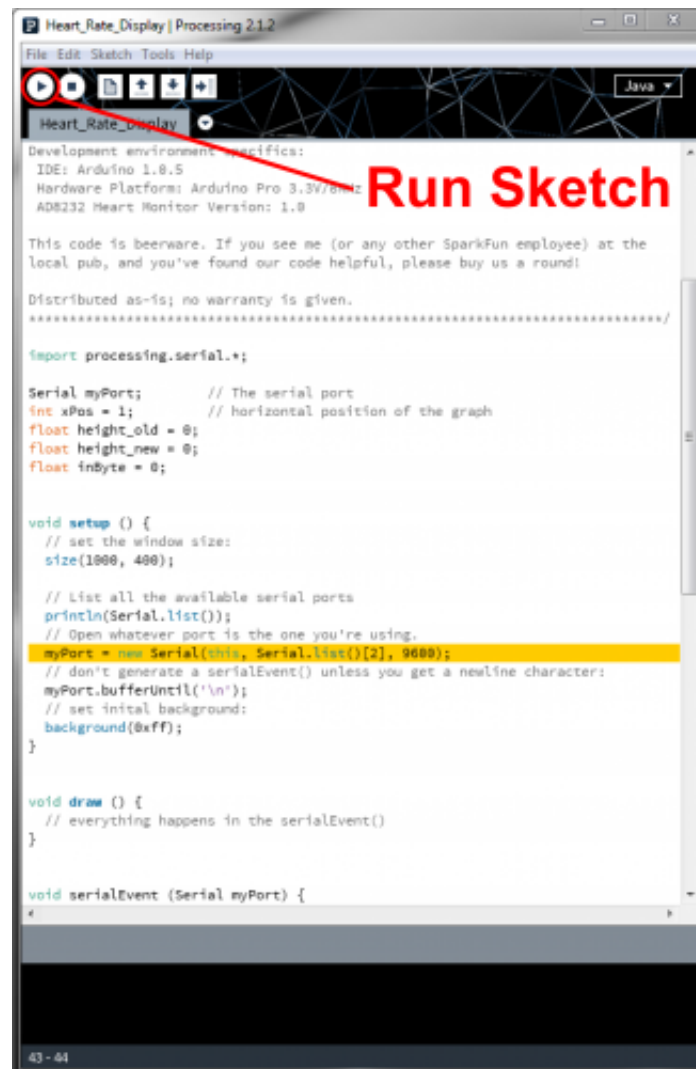 Heart_Rate_Display | Processing 2.1.2
File Edit Sketch Tools Help
Java
Heart_Rate_Display
Run Sketch
Development environment specifics:
IDE: Arduino 1.0.5
Hardware Platform: Arduino Pro 3.3V/8MHz
AD8232 Heart Monitor Version: 1.0
This code is beerware. If you see me (or any other SparkFun employee) at the
local pub, and you've found our code helpful, please buy us a round!
Distributed as-is; no warranty is given.
******************************************************************************/
import processing.serial.*;
Serial myPort; // The serial port
int xPos = 1; // horizontal position of the graph
float height_old = 0;
float height_new = 0;
float inByte = 0;
void setup () {
// set the window size:
size(1000, 400);
// List all the available serial ports
println(Serial.list());
// Open whatever port is the one you're using.
myPort = new Serial(this, Serial.list()[2], 9600);
// don't generate a serialEvent() unless you get a newline character:
myPort.bufferUntil('\n');
// set inital background:
background(0xff);
}
void draw () {
// everything happens in the serialEvent()
}
void serialEvent (Serial myPort) {
43 - 44